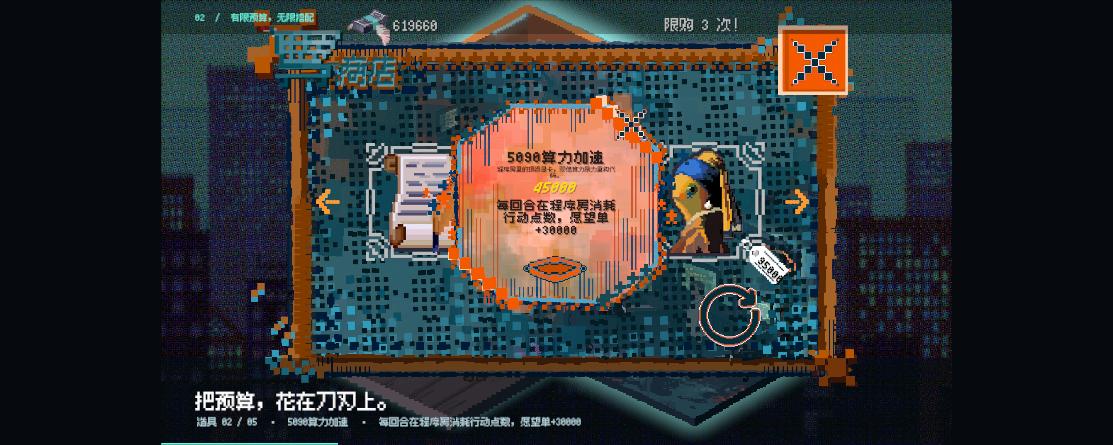 02 / 有限预算，无限搭配
619660
限购 3 次！
商店
5090算力加速
45000
每回合在程序房消耗
行动点数，愿望单
+30000
把预算，花在刀刃上。
道具 02 / 05 · 5090算力加速 · 每回合在程序房消耗行动点数，愿望单+30000